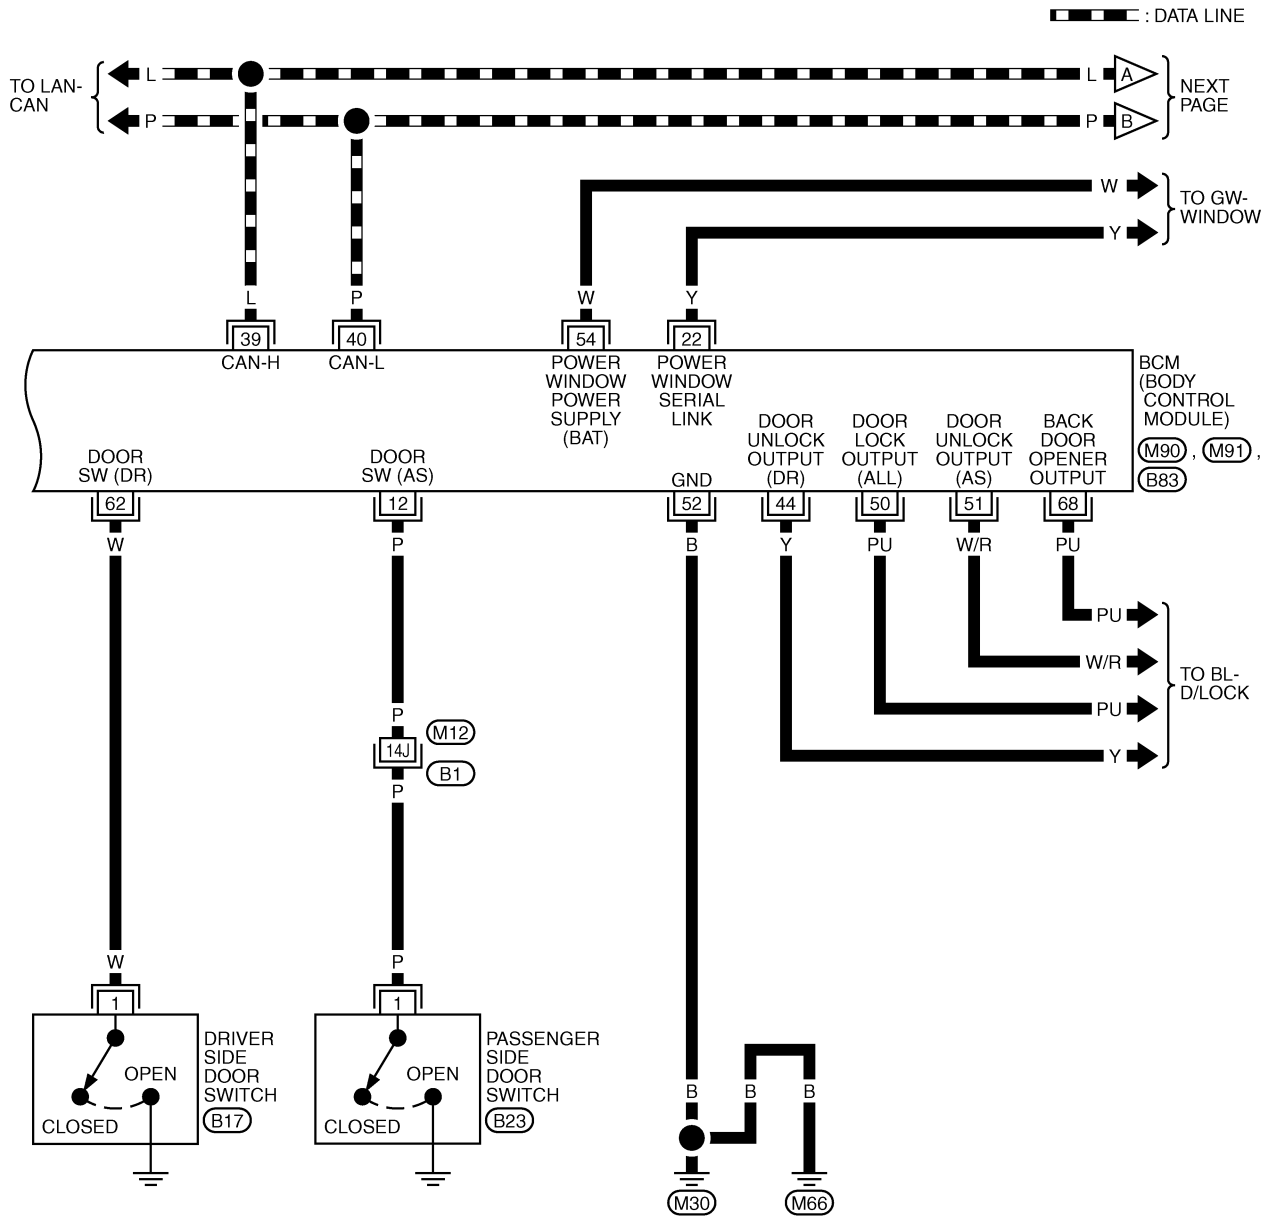 : DATA LINE
TO LAN-
CAN
L
L
A
P
P
B
NEXT
PAGE
W
Y
TO GW-
WINDOW
L
P
W
Y
39
40
54
22
CAN-H
CAN-L
POWER
WINDOW
POWER
SUPPLY
(BAT)
POWER
WINDOW
SERIAL
LINK
BCM
(BODY
CONTROL
MODULE)
M90 , M91 ,
B83
DOOR
SW (DR)
DOOR
SW (AS)
GND
DOOR
UNLOCK
OUTPUT
(DR)
DOOR
LOCK
OUTPUT
(ALL)
DOOR
UNLOCK
OUTPUT
(AS)
BACK
DOOR
OPENER
OUTPUT
62
12
52
44
50
51
68
W
P
B
Y
PU
W/R
PU
PU
W/R
PU
Y
TO BL-
D/LOCK
P
14J
M12
B1
P
W
P
1
1
DRIVER
SIDE
DOOR
SWITCH
B17
OPEN
CLOSED
PASSENGER
SIDE
DOOR
SWITCH
B23
OPEN
CLOSED
B
B
B
M30
M66